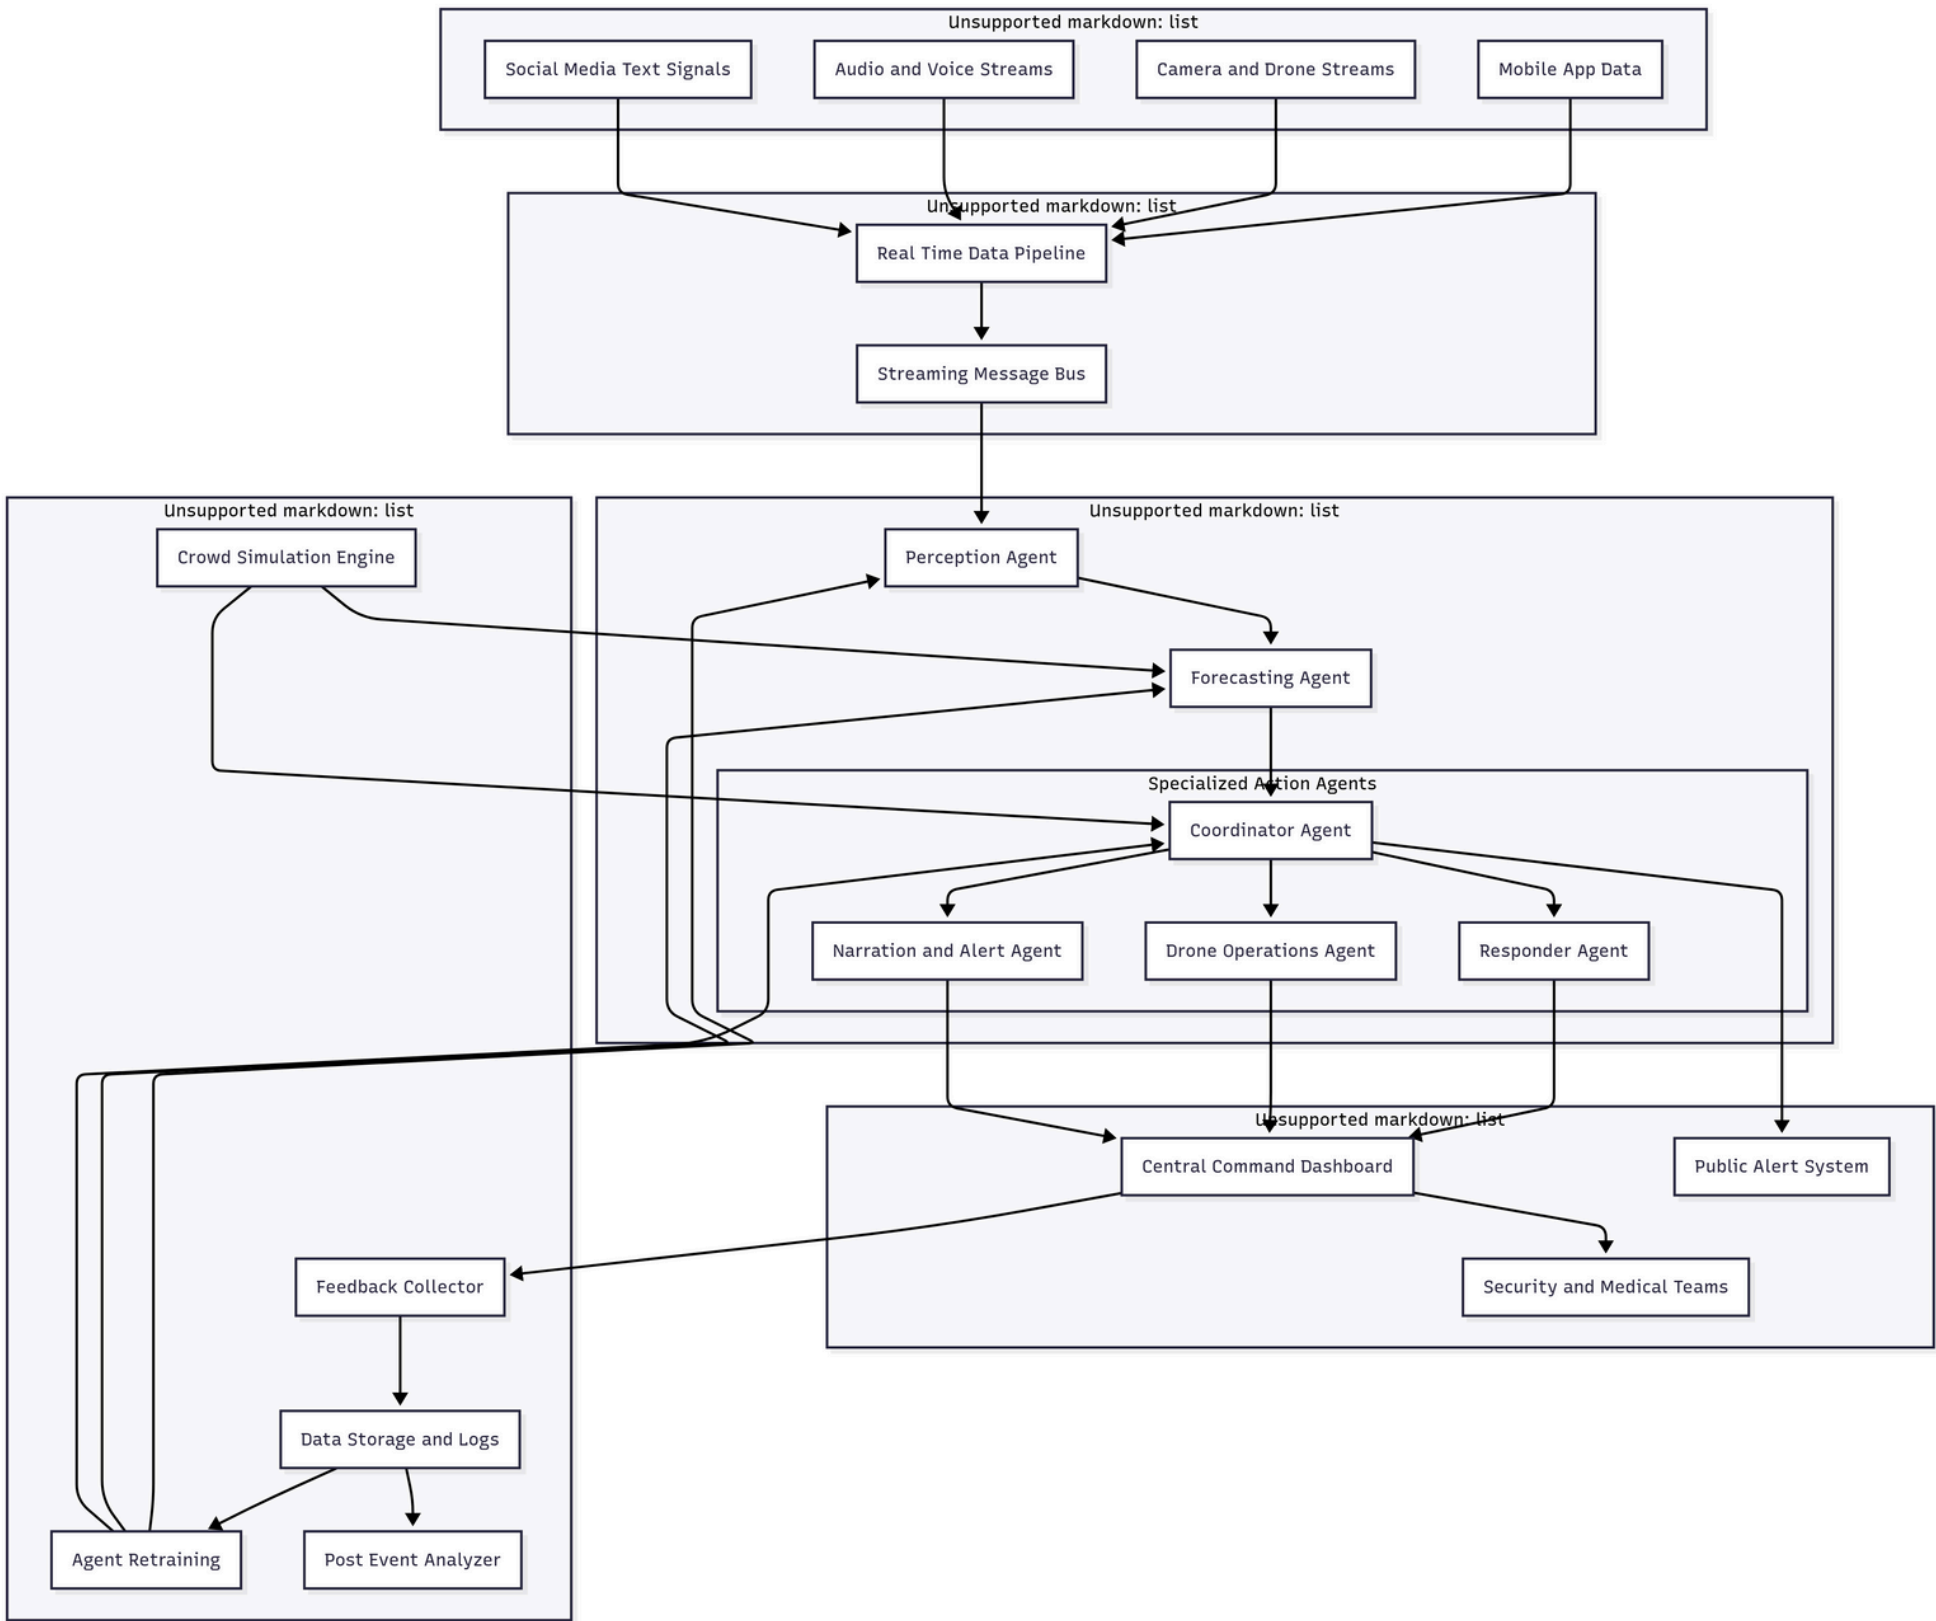 Unsupported markdown: list
Social Media Text Signals
Audio and Voice Streams
Camera and Drone Streams
Mobile App Data
Unsupported markdown: list
Real Time Data Pipeline
Streaming Message Bus
Unsupported markdown: list
Crowd Simulation Engine
Unsupported markdown: list
Perception Agent
Forecasting Agent
Specialized Action Agents
Coordinator Agent
Narration and Alert Agent
Drone Operations Agent
Responder Agent
Unsupported markdown: list
Central Command Dashboard
Public Alert System
Feedback Collector
Security and Medical Teams
Data Storage and Logs
Agent Retraining
Post Event Analyzer